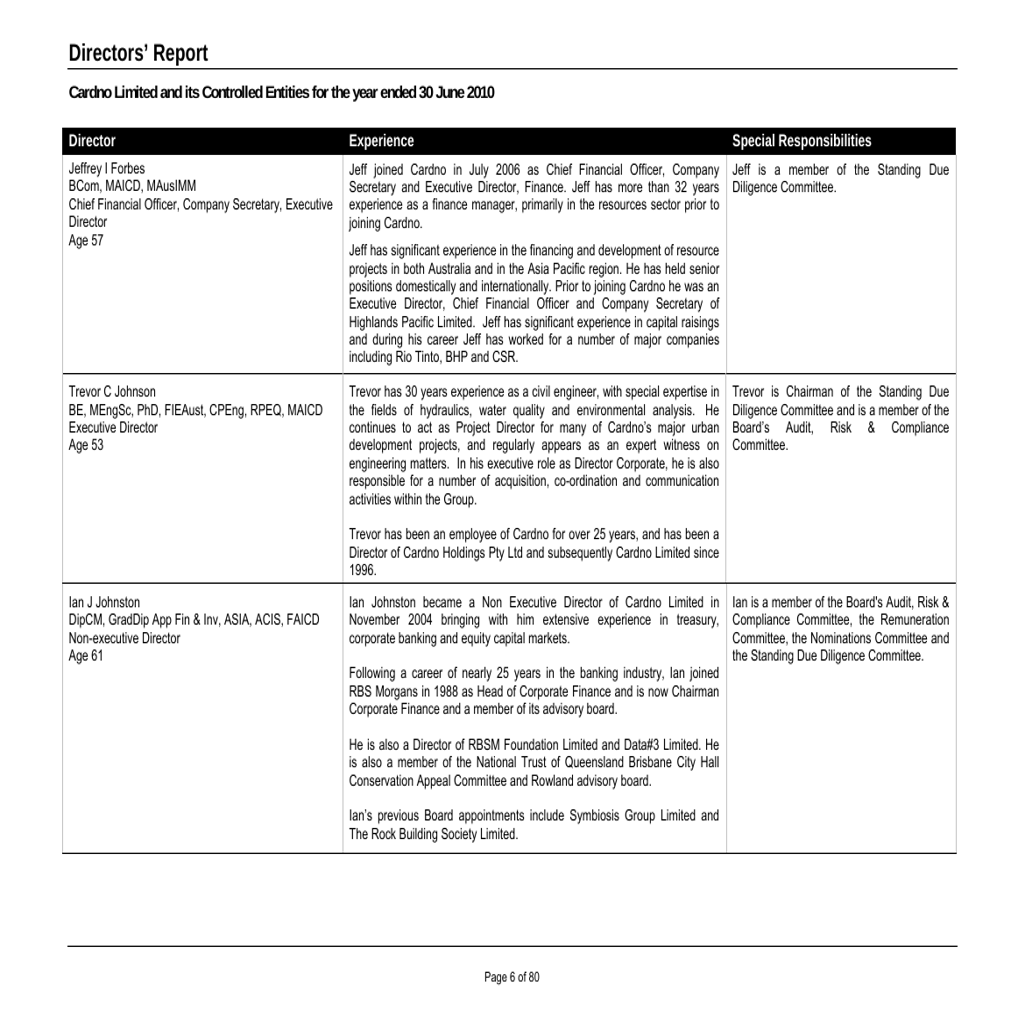 Directors’ Report
Cardno Limited and its Controlled Entities for the year ended 30 June 2010
Director Experience Special Responsibilities
Jeffrey I Forbes
BCom, MAICD, MAusIMM
Chief Financial Officer, Company Secretary, Executive
Director
Age 57
Jeff joined Cardno in July 2006 as Chief Financial Officer, Company
Secretary and Executive Director, Finance. Jeff has more than 32 years
experience as a finance manager, primarily in the resources sector prior to
joining Cardno.
Jeff has significant experience in the financing and development of resource
projects in both Australia and in the Asia Pacific region. He has held senior
positions domestically and internationally. Prior to joining Cardno he was an
Executive Director, Chief Financial Officer and Company Secretary of
Highlands Pacific Limited. Jeff has significant experience in capital raisings
and during his career Jeff has worked for a number of major companies
including Rio Tinto, BHP and CSR.
Jeff is a member of the Standing Due
Diligence Committee.
Trevor C Johnson
BE, MEngSc, PhD, FIEAust, CPEng, RPEQ, MAICD
Executive Director
Age 53
Trevor has 30 years experience as a civil engineer, with special expertise in
the fields of hydraulics, water quality and environmental analysis. He
continues to act as Project Director for many of Cardno’s major urban
development projects, and regularly appears as an expert witness on
engineering matters. In his executive role as Director Corporate, he is also
responsible for a number of acquisition, co-ordination and communication
activities within the Group.
Trevor has been an employee of Cardno for over 25 years, and has been a
Director of Cardno Holdings Pty Ltd and subsequently Cardno Limited since
1996.
Trevor is Chairman of the Standing Due
Diligence Committee and is a member of the
Board’s Audit, Risk & Compliance
Committee.
Ian J Johnston
DipCM, GradDip App Fin & Inv, ASIA, ACIS, FAICD
Non-executive Director
Age 61
Ian Johnston became a Non Executive Director of Cardno Limited in
November 2004 bringing with him extensive experience in treasury,
corporate banking and equity capital markets.
Following a career of nearly 25 years in the banking industry, Ian joined
RBS Morgans in 1988 as Head of Corporate Finance and is now Chairman
Corporate Finance and a member of its advisory board.
He is also a Director of RBSM Foundation Limited and Data#3 Limited. He
is also a member of the National Trust of Queensland Brisbane City Hall
Conservation Appeal Committee and Rowland advisory board.
Ian’s previous Board appointments include Symbiosis Group Limited and
The Rock Building Society Limited.
Ian is a member of the Board's Audit, Risk &
Compliance Committee, the Remuneration
Committee, the Nominations Committee and
the Standing Due Diligence Committee.
Page 6 of 80